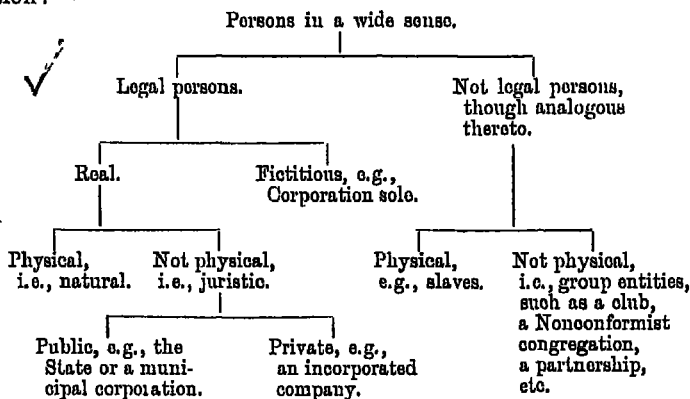 Persons in a wide sense.
Legal persons.
Not legal persons,
though analogous
thereto.
Real.
Fictitious, e.g.,
Corporation sole.
Physical,
i.e., natural.
Not physical,
i.e., juristic.
Physical,
e.g., slaves.
Not physical,
i.e., group entities,
such as a club,
a Nonconformist
congregation,
a partnership,
etc.
Public, e.g., the
State or a muni-
cipal corporation.
Private, e.g.,
an incorporated
company.